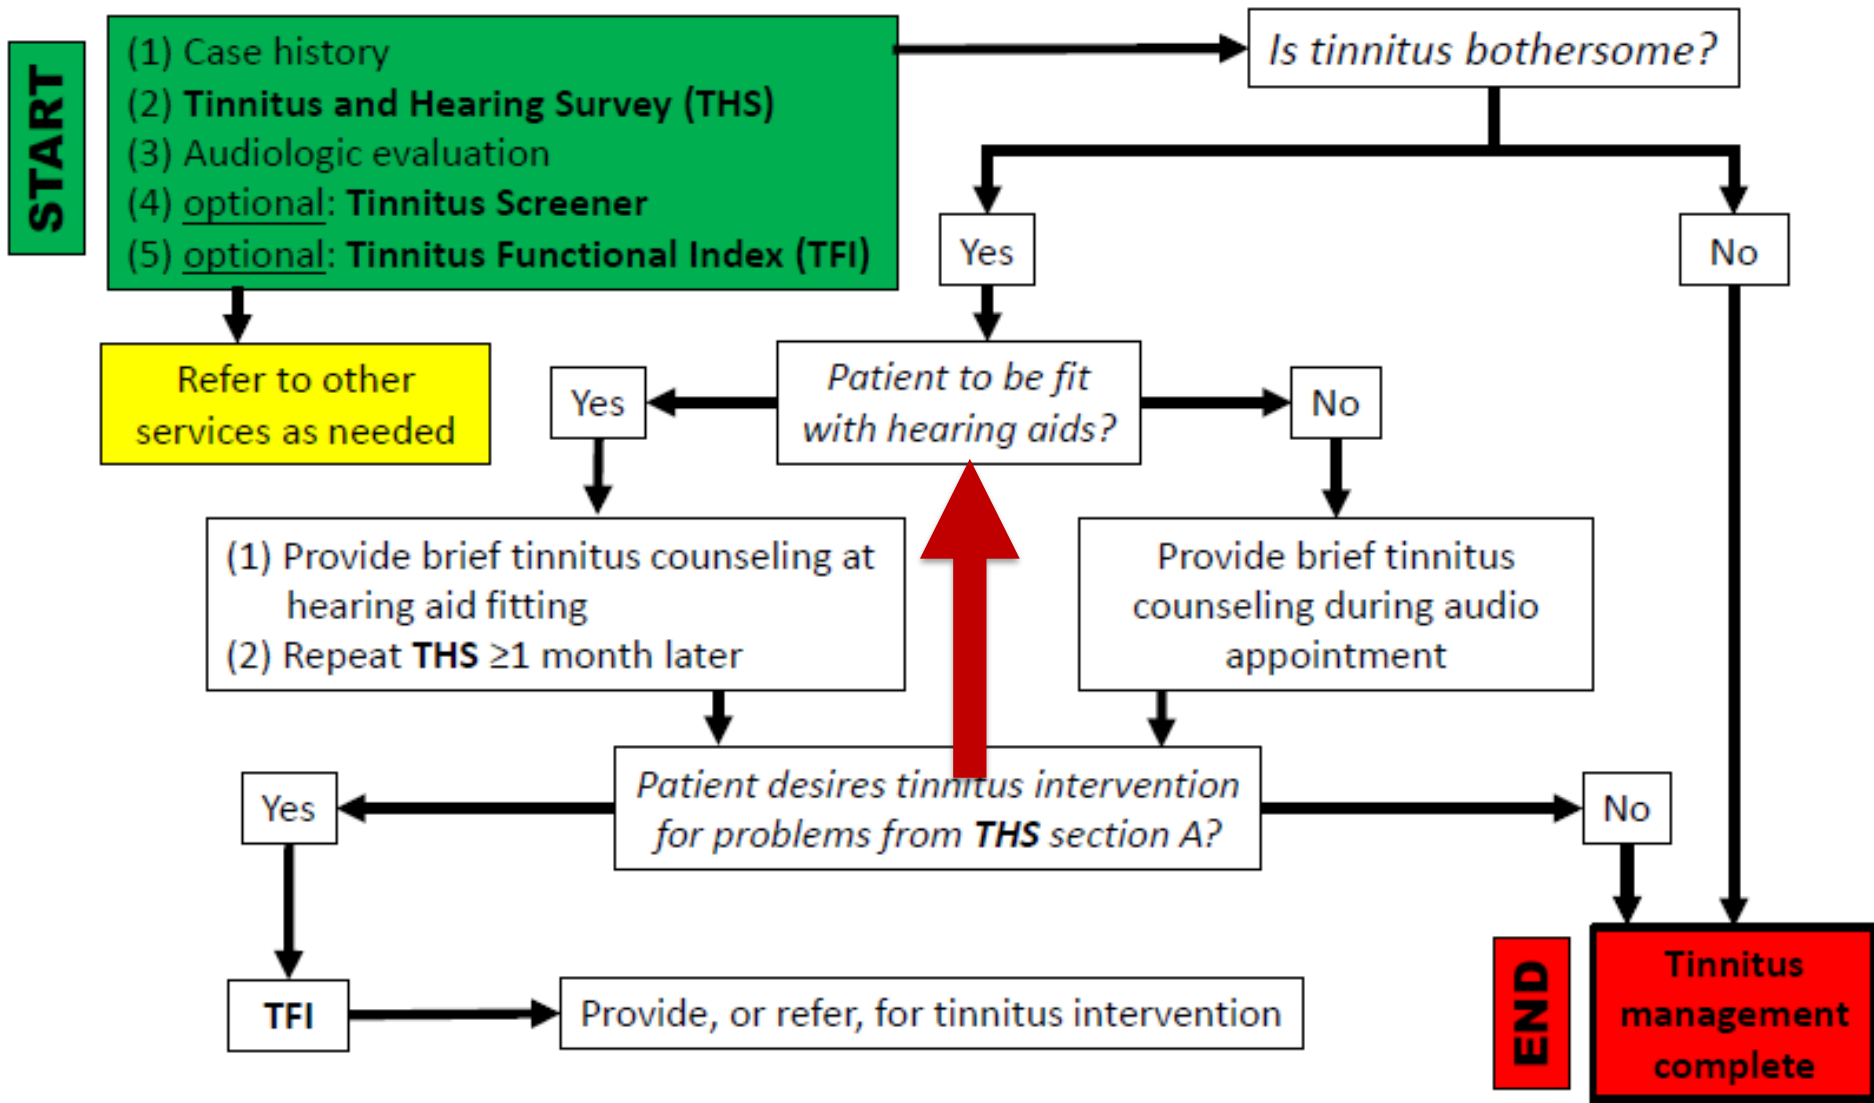 START
(1) Case history
(2) Tinnitus and Hearing Survey (THS)
(3) Audiologic evaluation
(4) optional: Tinnitus Screener
(5) optional: Tinnitus Functional Index (TFI)
Is tinnitus bothersome?
Yes
No
Refer to other
services as needed
Yes
Patient to be fit
with hearing aids?
No
(1) Provide brief tinnitus counseling at
hearing aid fitting
(2) Repeat THS ≥1 month later
Provide brief tinnitus
counseling during audio
appointment
Yes
Patient desires tinnitus intervention
for problems from THS section A?
No
TFI
Provide, or refer, for tinnitus intervention
END
Tinnitus
management
complete